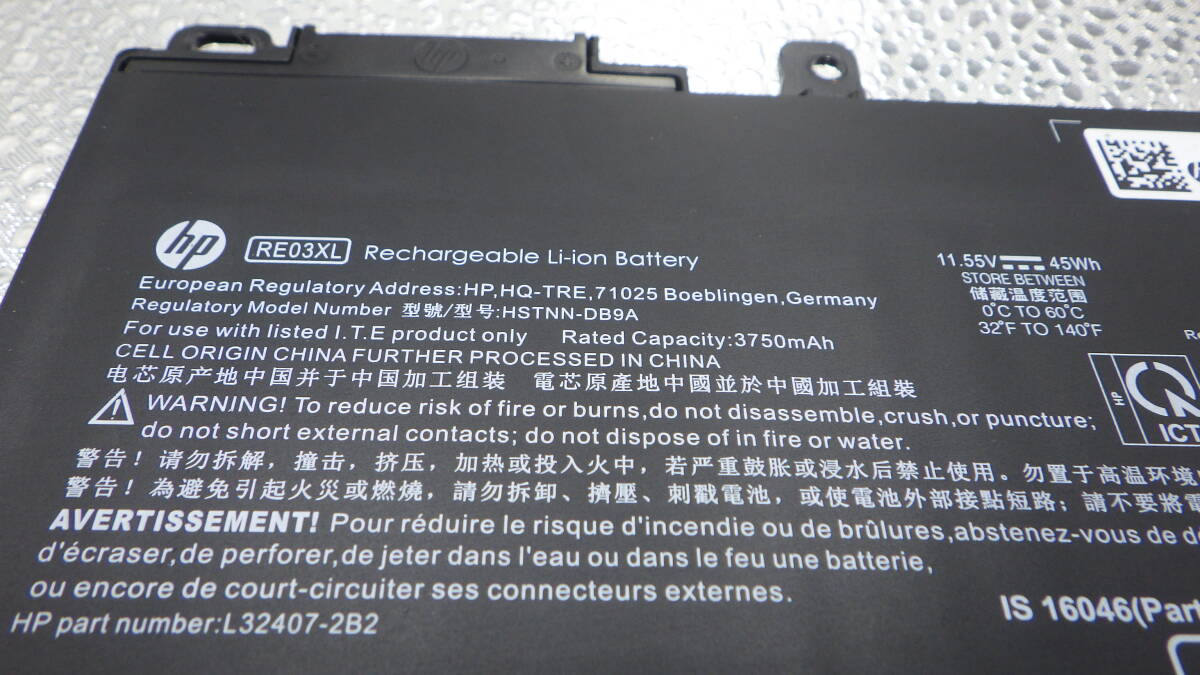 hp RE03XL Rechargeable Li-ion Battery
European Regulatory Address:HP,HQ-TRE,71025 Boeblingen,Germany
Regulatory Model Number 型號/型号:HSTNN-DB9A
For use with listed I.T.E product only Rated Capacity:3750mAh
CELL ORIGIN CHINA FURTHER PROCESSED IN CHINA
电芯原产地中国并于中国加工组装 電芯原產地中國並於中國加工組裝
11.55V 45Wh
STORE BETWEEN
储藏温度范围
0°C TO 60°C
32°F TO 140°F
HP
ICT
WARNING! To reduce risk of fire or burns,do not disassemble,crush,or puncture;
do not short external contacts; do not dispose of in fire or water.
警告！请勿拆解，撞击，挤压，加热或投入火中，若严重鼓胀或浸水后禁止使用。勿置于高温环境
警告！為避免引起火災或燃燒，請勿拆卸、擠壓、刺戳電池，或使電池外部接點短路；請不要將電
AVERTISSEMENT! Pour réduire le risque d'incendie ou de brûlures,abstenez-vous de
d'écraser,de perforer,de jeter dans l'eau ou dans le feu une batterie,
ou encore de court-circuiter ses connecteurs externes.
HP part number:L32407-2B2
IS 16046(Part